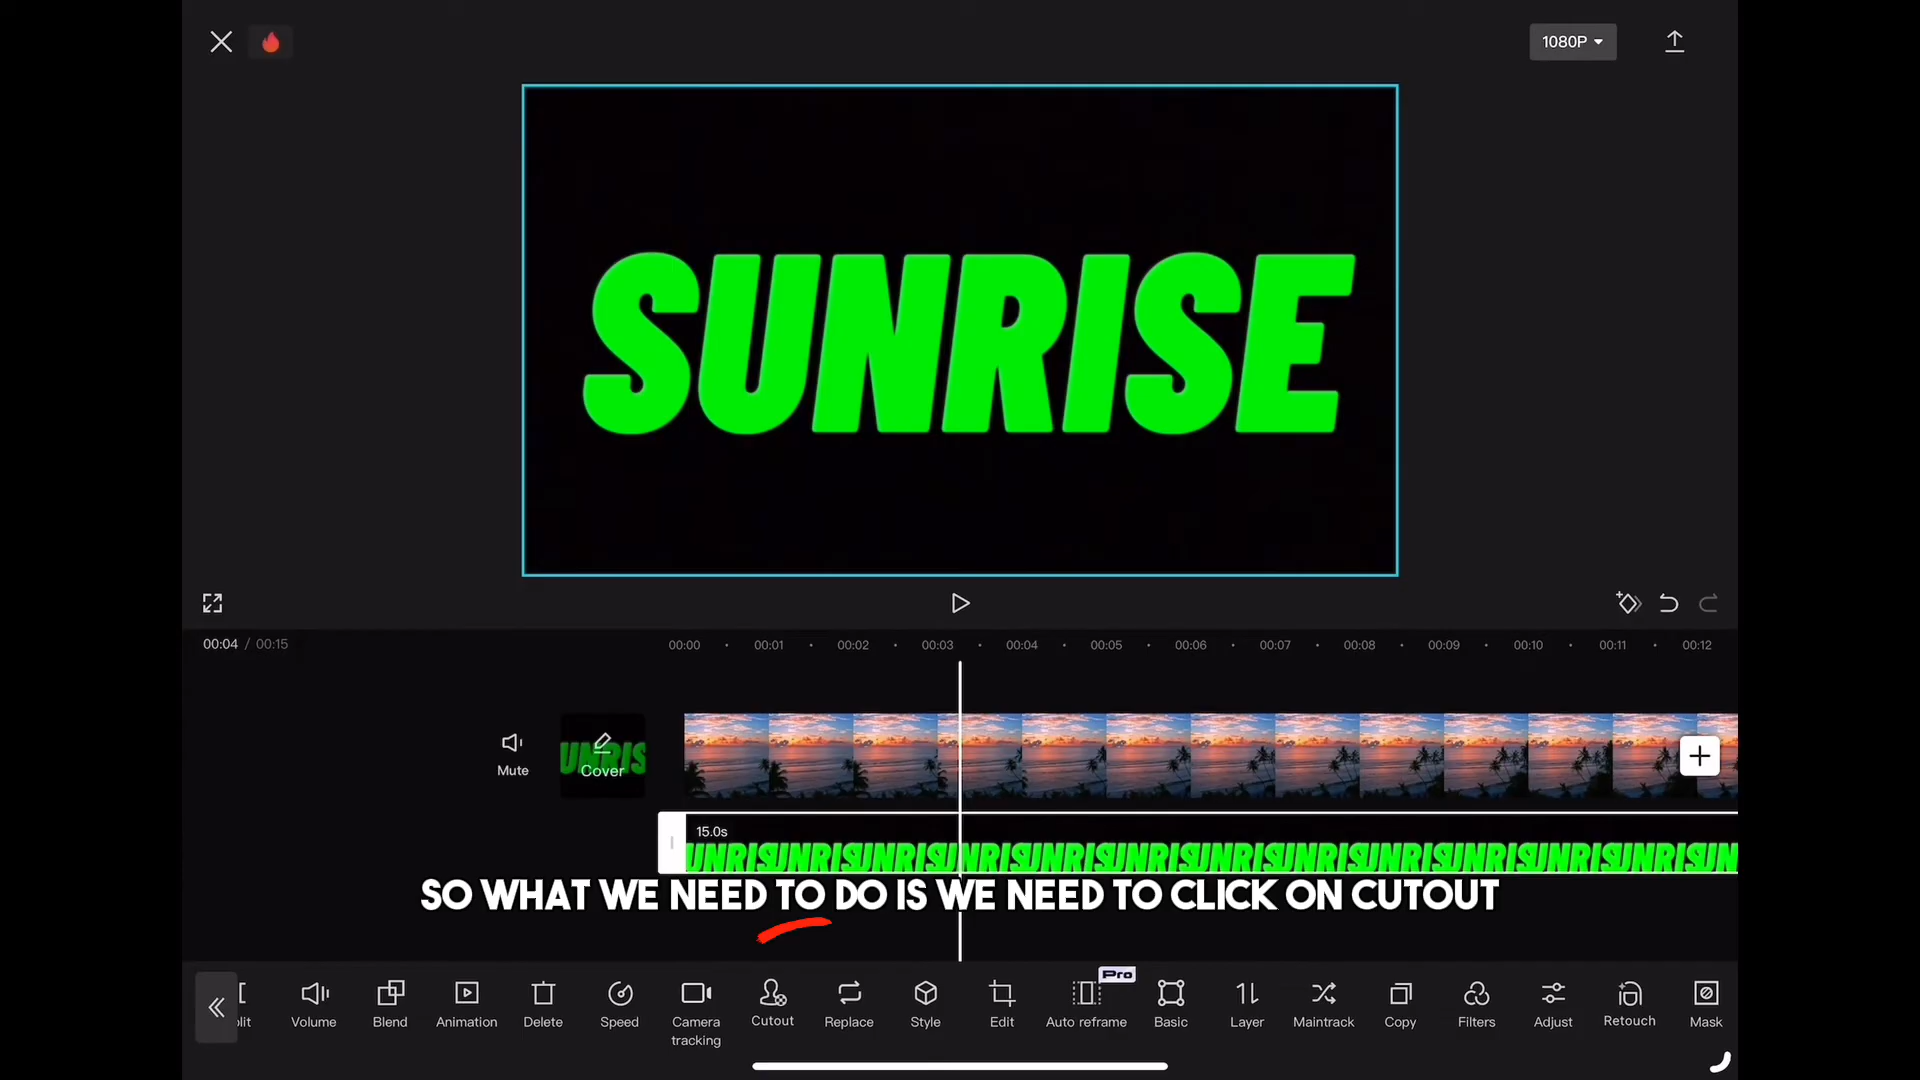 1080P
SUNRISE
00:04 / 00:15
00:00 00:01 00:02 00:03 00:04 00:05 00:06 00:07 00:08 00:09 00:10 00:11 00:12
Mute
UNRIS
Cover
15.0s
UNRISUNRISUNRISUNRISUNRISUNRISUNRISUNRISUNRISUNRISUNRISUNRISUN
SO WHAT WE NEED TO DO IS WE NEED TO CLICK ON CUTOUT
Pro
plit Volume Blend Animation Delete Speed Camera tracking Cutout Replace Style Edit Auto reframe Basic Layer Maintrack Copy Filters Adjust Retouch Mask